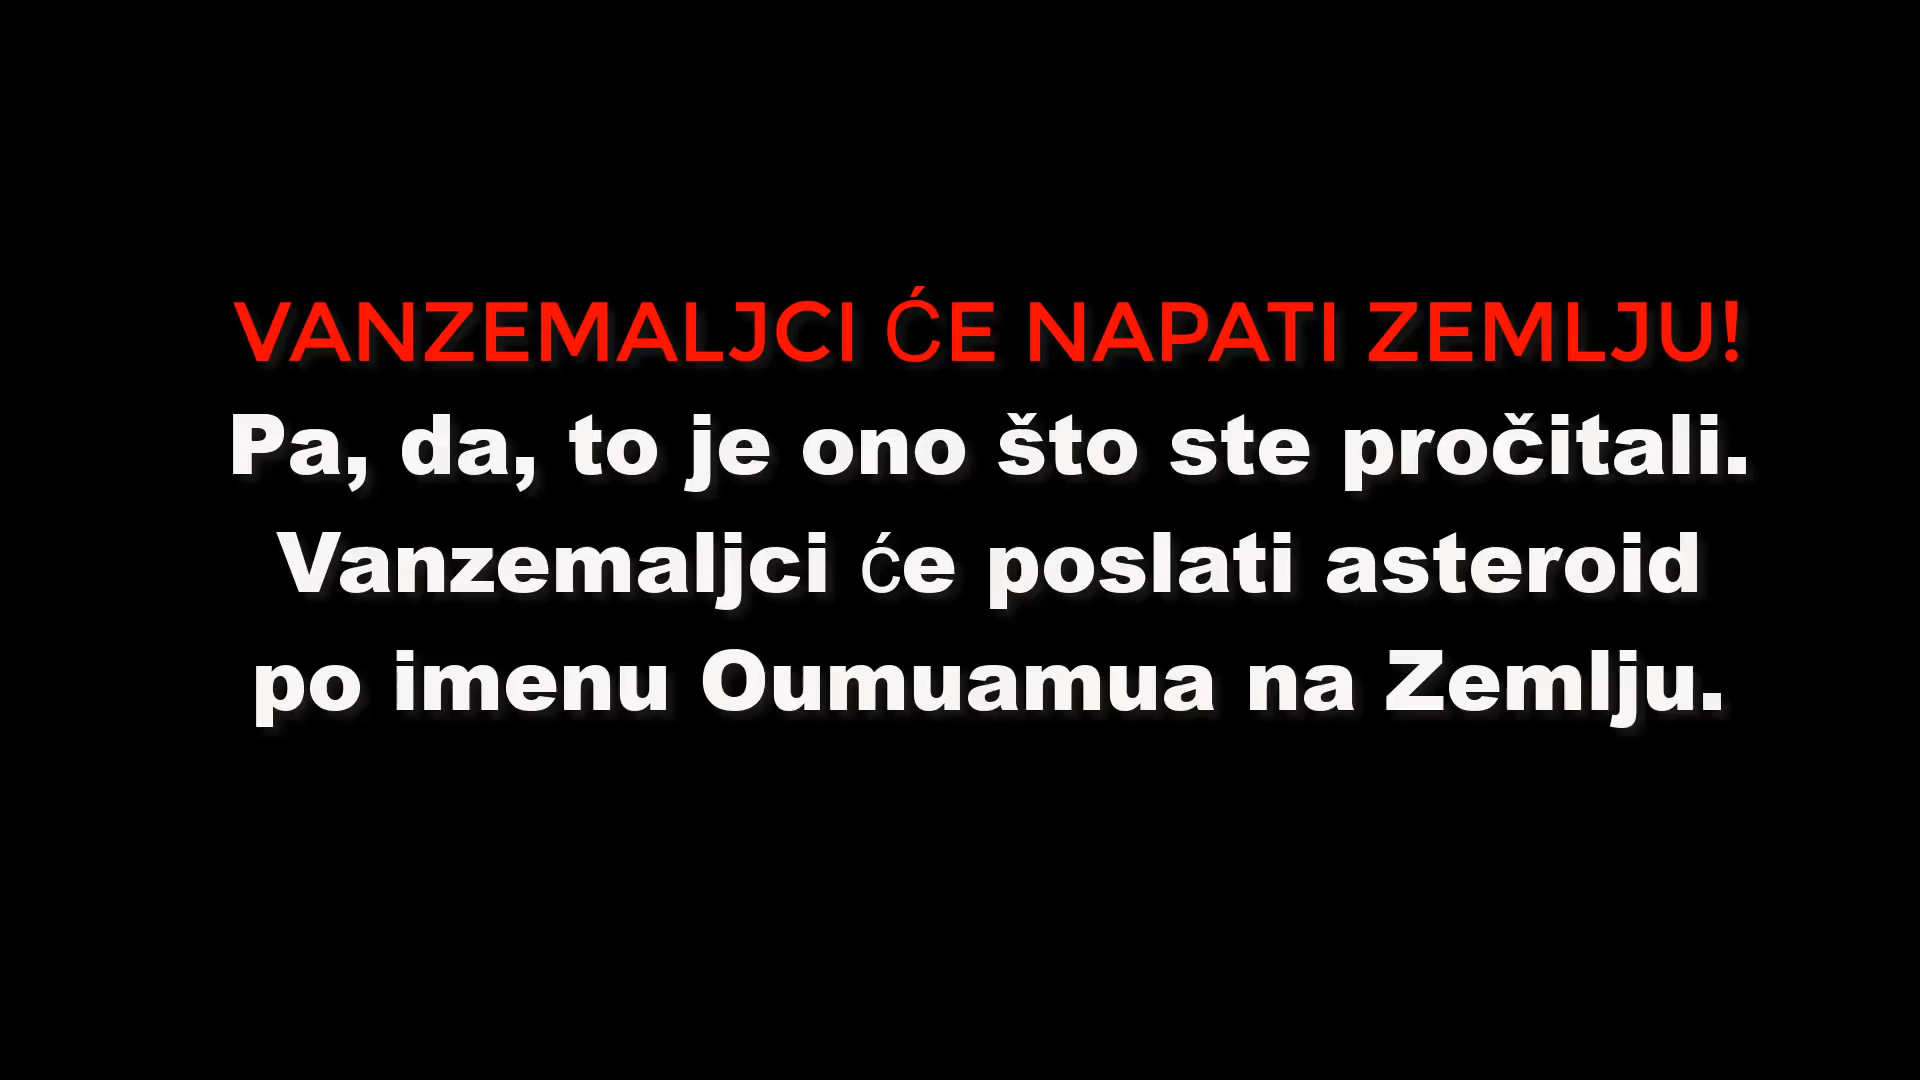 VANZEMALJCI ĆE NAPATI ZEMLJU!
Pa, da, to je ono što ste pročitali.
Vanzemaljci će poslati asteroid
po imenu Oumuamua na Zemlju.